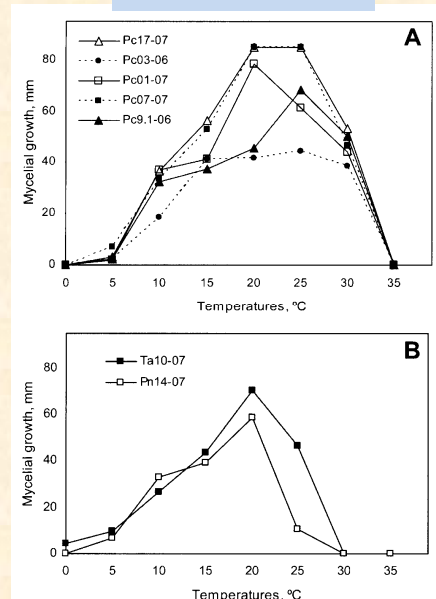 A
Pc17-07
Pc03-06
Pc01-07
Pc07-07
Pc9.1-06
Mycelial growth, mm
80
60
40
20
0
0 5 10 15 20 25 30 35
Temperatures, ºC
B
Ta10-07
Pn14-07
Mycelial growth, mm
80
60
40
20
0
0 5 10 15 20 25 30 35
Temperatures, ºC